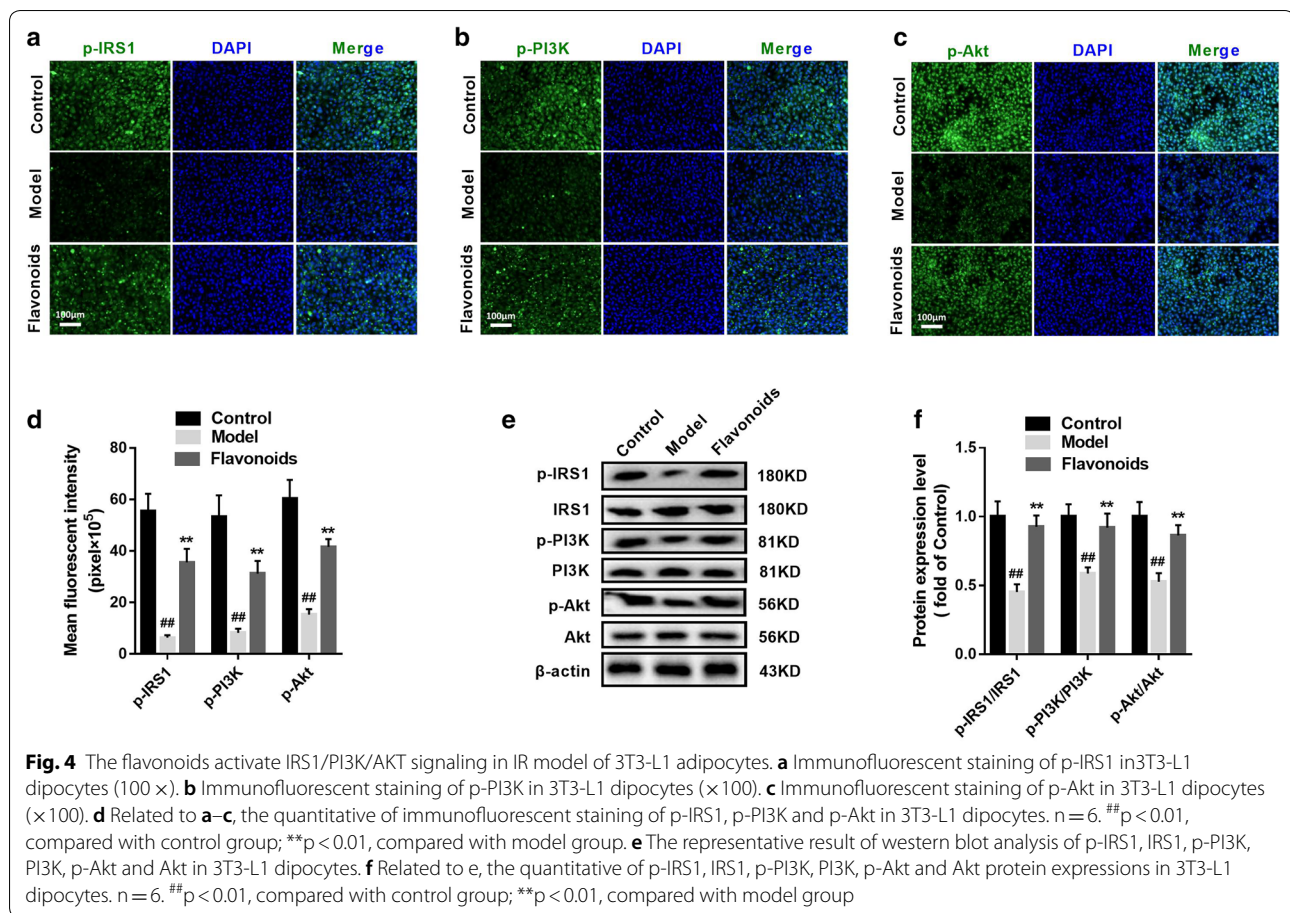 a
p-IRS1 DAPI Merge
Control
Model
Flavonoids
100μm
b
p-PI3K DAPI Merge
Control
Model
Flavonoids
100μm
c
p-Akt DAPI Merge
Control
Model
Flavonoids
100μm
d
Control
Model
Flavonoids
Mean fluorescent intensity
(pixel×10⁵)
80
60
40
20
0
## ** ## ** ## **
p-IRS1 p-PI3K p-Akt
e
Control Model Flavonoids
p-IRS1 180KD
IRS1 180KD
p-PI3K 81KD
PI3K 81KD
p-Akt 56KD
Akt 56KD
β-actin 43KD
f
Control
Model
Flavonoids
Protein expression level
( fold of Control)
1.5
1.0
0.5
0.0
## ** ## ** ## **
p-IRS1/IRS1 p-PI3K/PI3K p-Akt/Akt
Fig. 4 The flavonoids activate IRS1/PI3K/AKT signaling in IR model of 3T3-L1 adipocytes. a Immunofluorescent staining of p-IRS1 in3T3-L1
dipocytes (100 ×). b Immunofluorescent staining of p-PI3K in 3T3-L1 dipocytes (×100). c Immunofluorescent staining of p-Akt in 3T3-L1 dipocytes
(×100). d Related to a–c, the quantitative of immunofluorescent staining of p-IRS1, p-PI3K and p-Akt in 3T3-L1 dipocytes. n = 6. ##p < 0.01,
compared with control group; **p < 0.01, compared with model group. e The representative result of western blot analysis of p-IRS1, IRS1, p-PI3K,
PI3K, p-Akt and Akt in 3T3-L1 dipocytes. f Related to e, the quantitative of p-IRS1, IRS1, p-PI3K, PI3K, p-Akt and Akt protein expressions in 3T3-L1
dipocytes. n = 6. ##p < 0.01, compared with control group; **p < 0.01, compared with model group